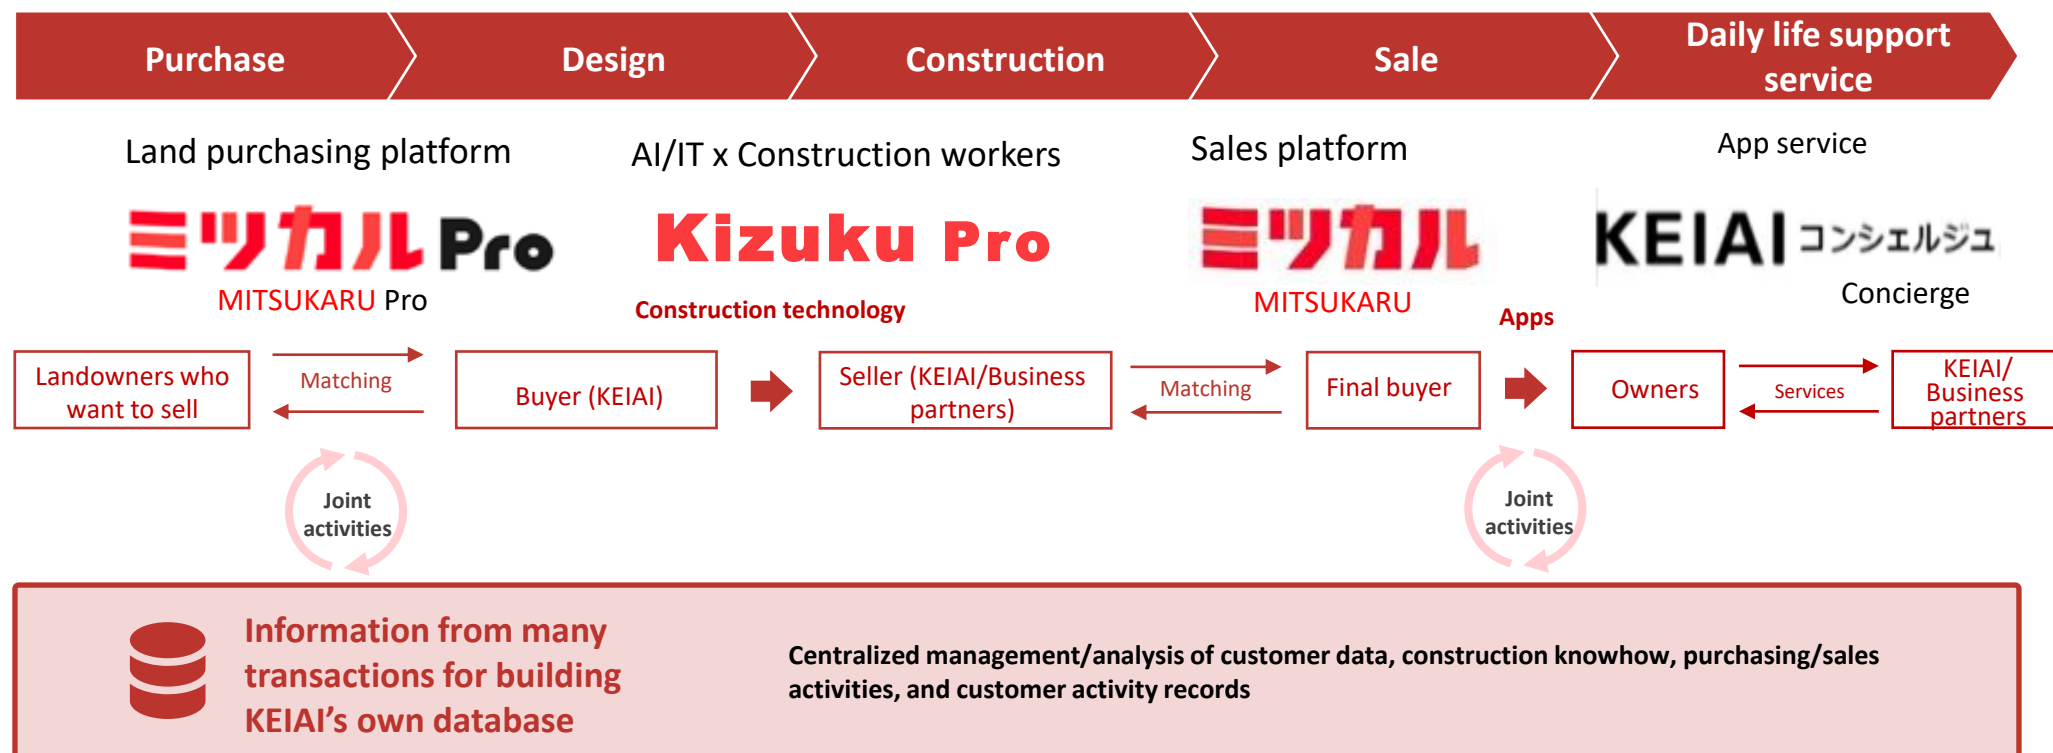 Purchase
Design
Construction
Sale
Daily life support
service
Land purchasing platform
AI/IT x Construction workers
Sales platform
App service
ミツカル Pro
Kizuku Pro
ミツカル
KEIAI コンシェルジュ
MITSUKARU Pro
Construction technology
MITSUKARU
Apps
Concierge
Landowners who
want to sell
Matching
Buyer (KEIAI)
Seller (KEIAI/Business
partners)
Matching
Final buyer
Owners
Services
KEIAI/
Business
partners
Joint
activities
Joint
activities
Information from many
transactions for building
KEIAI’s own database
Centralized management/analysis of customer data, construction knowhow, purchasing/sales
activities, and customer activity records